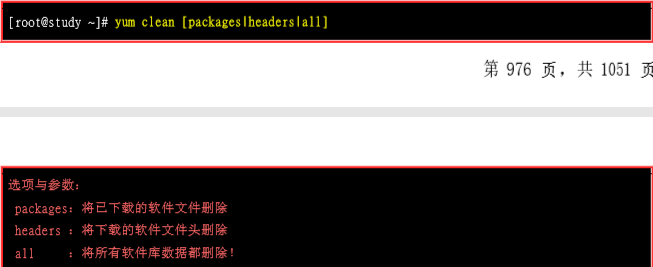 [root@study ~]# yum clean [packages|headers|all]
第 976 页，共 1051 页
选项与参数：
packages：将已下载的软件文件删除
headers ：将下载的软件文件头删除
all ：将所有软件库数据都删除！